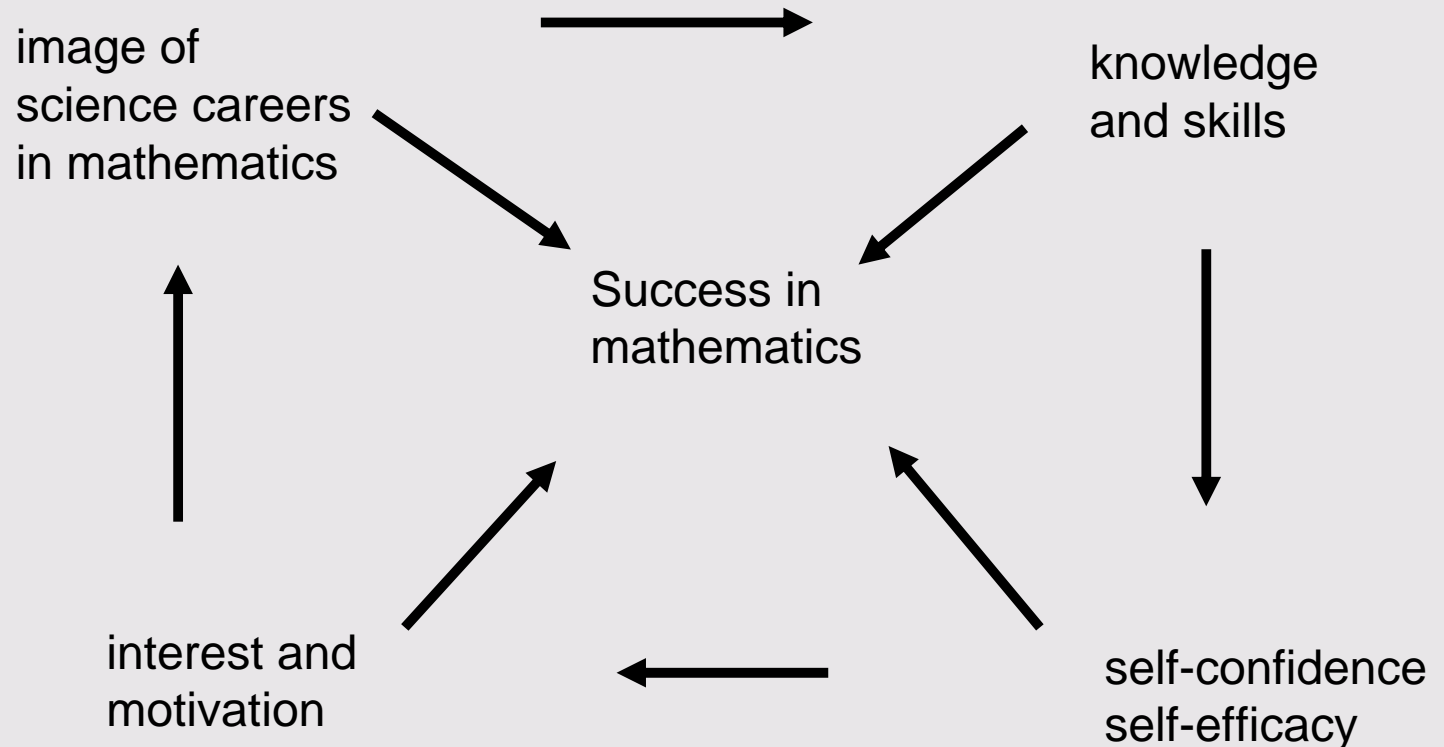 image of
science careers
in mathematics
knowledge
and skills
Success in
mathematics
interest and
motivation
self-confidence
self-efficacy